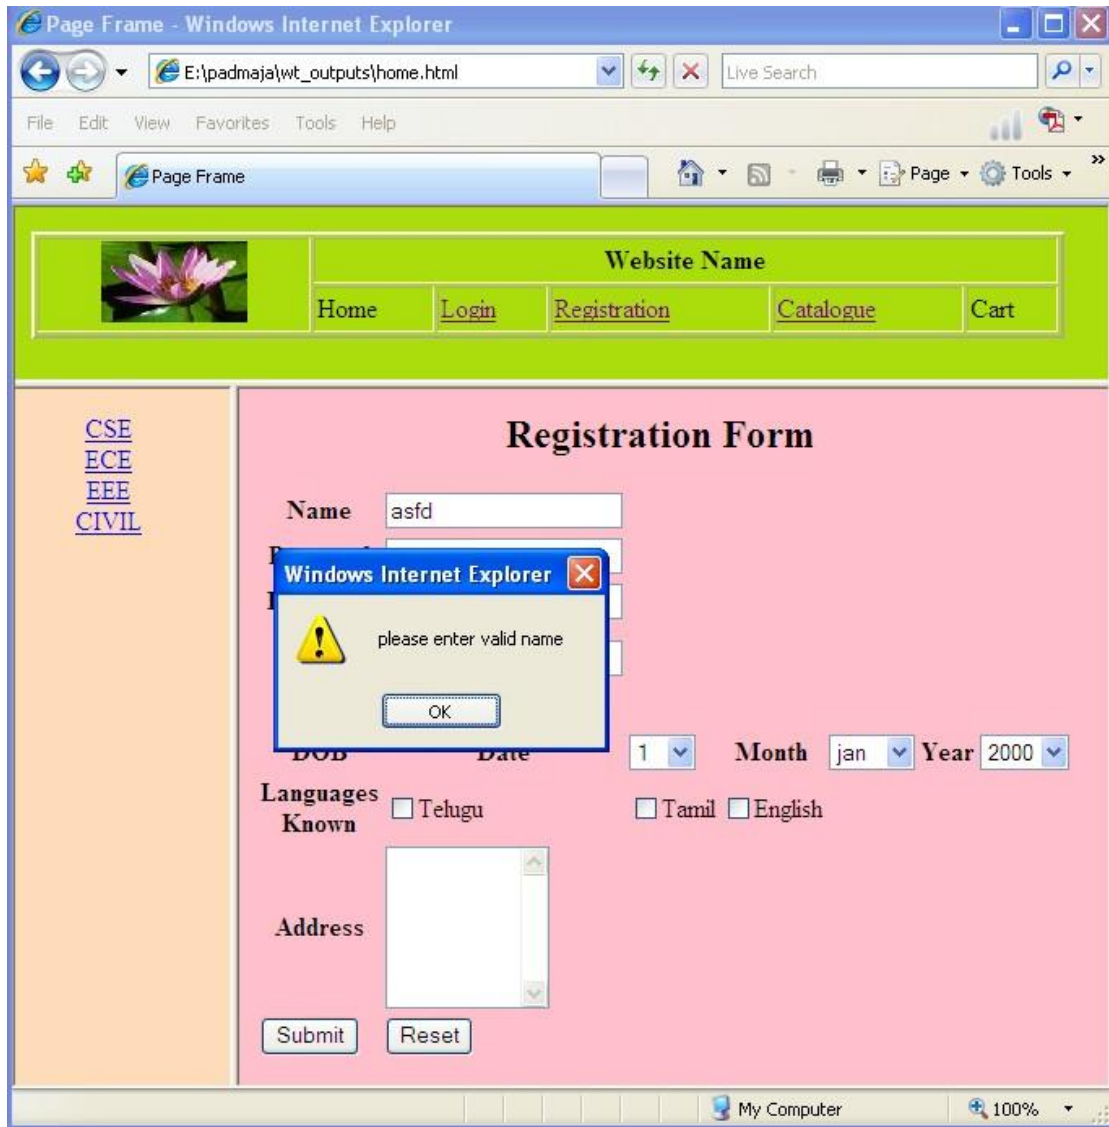 Page Frame - Windows Internet Explorer
E:\padmaja\wt_outputs\home.html
Live Search
File Edit View Favorites Tools Help
Page Frame
Page Tools »
Website Name
Home Login Registration Catalogue Cart
CSE
ECE
EEE
CIVIL
Registration Form
Name asfd
Windows Internet Explorer
please enter valid name
OK
DOB Date 1 Month jan Year 2000
Languages Known
Telugu Tamil English
Address
Submit Reset
My Computer 100%